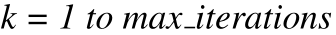 k = 1 to max_iterations